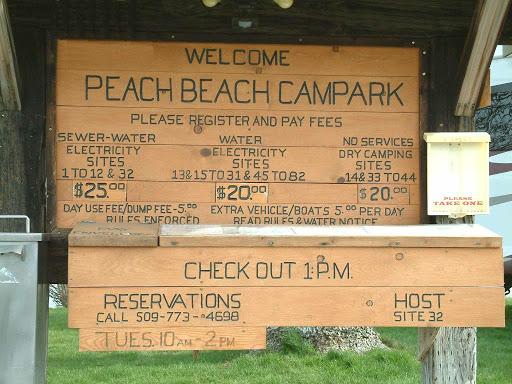 WELCOME
PEACH BEACH CAMPARK
PLEASE REGISTER AND PAY FEES
SEWER-WATER
ELECTRICITY
SITES
1 TO 12 & 32
$25.00
WATER
ELECTRICITY
SITES
13 & 15 TO 31 & 45 TO 82
$20.00
NO SERVICES
DRY CAMPING
SITES
14 & 33 TO 44
$20.00
DAY USE FEE/DUMP FEE-5.00 EXTRA VEHICLE/BOATS 5.00 PER DAY
RULES ENFORCED READ RULES & WATER NOTICE
PLEASE
TAKE ONE
CHECK OUT 1 P.M.
RESERVATIONS
CALL 509-773-4698
HOST
SITE 32
TUES. 10 AM - 2 PM